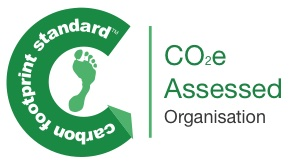 carbon footprint standard™
CO₂e
Assessed
Organisation